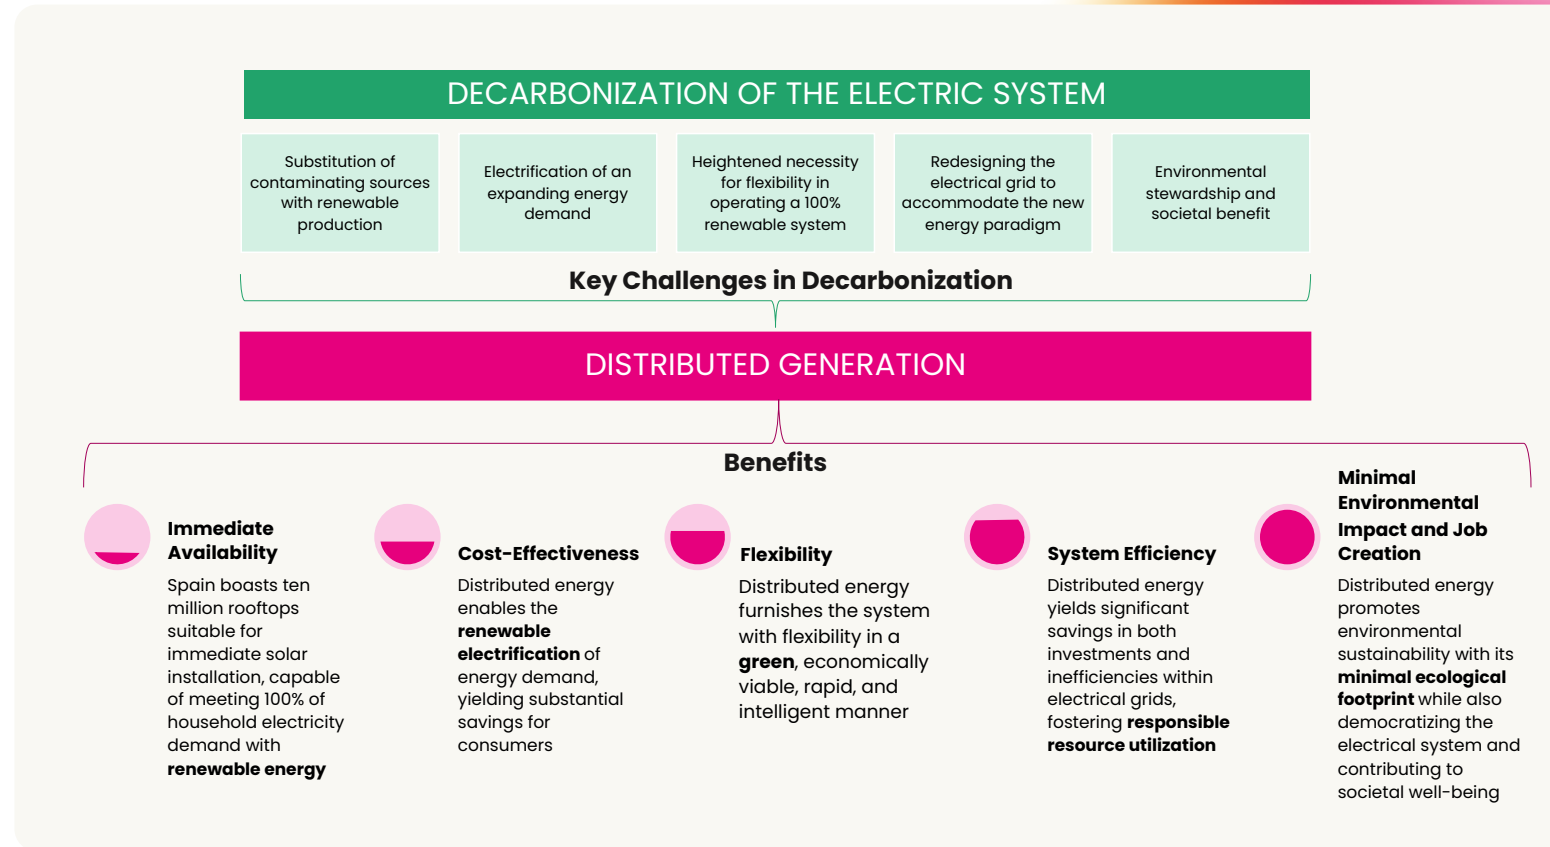 DECARBONIZATION OF THE ELECTRIC SYSTEM
Substitution of
contaminating sources
with renewable
production
Electrification of an
expanding energy
demand
Heightened necessity
for flexibility in
operating a 100%
renewable system
Redesigning the
electrical grid to
accommodate the new
energy paradigm
Environmental
stewardship and
societal benefit
Key Challenges in Decarbonization
DISTRIBUTED GENERATION
Benefits
Immediate
Availability
Spain boasts ten
million rooftops
suitable for
immediate solar
installation, capable
of meeting 100% of
household electricity
demand with
renewable energy
Cost-Effectiveness
Distributed energy
enables the
renewable
electrification of
energy demand,
yielding substantial
savings for
consumers
Flexibility
Distributed energy
furnishes the system
with flexibility in a
green, economically
viable, rapid, and
intelligent manner
System Efficiency
Distributed energy
yields significant
savings in both
investments and
inefficiencies within
electrical grids,
fostering responsible
resource utilization
Minimal
Environmental
Impact and Job
Creation
Distributed energy
promotes
environmental
sustainability with its
minimal ecological
footprint while also
democratizing the
electrical system and
contributing to
societal well-being